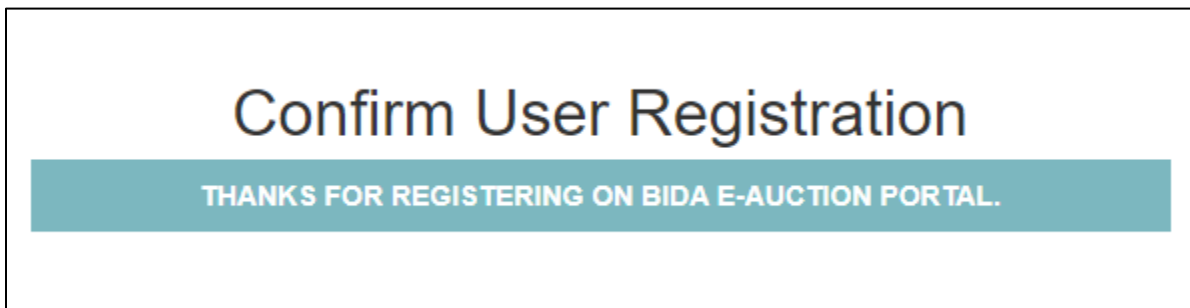 Confirm User Registration
THANKS FOR REGISTERING ON BIDA E-AUCTION PORTAL.